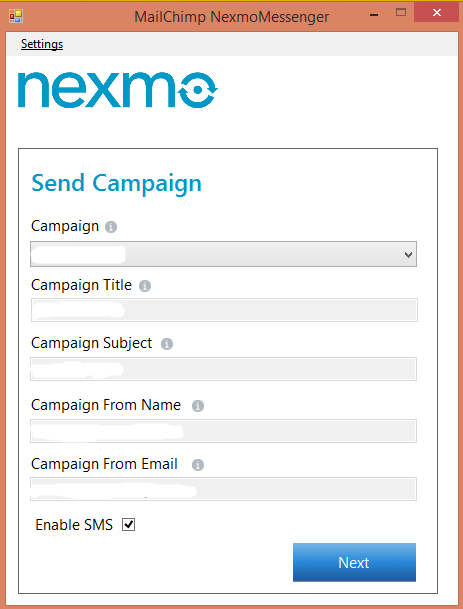 MailChimp NexmoMessenger
Settings
nexmo
Send Campaign
Campaign
Campaign Title
Campaign Subject
Campaign From Name
Campaign From Email
Enable SMS
Next